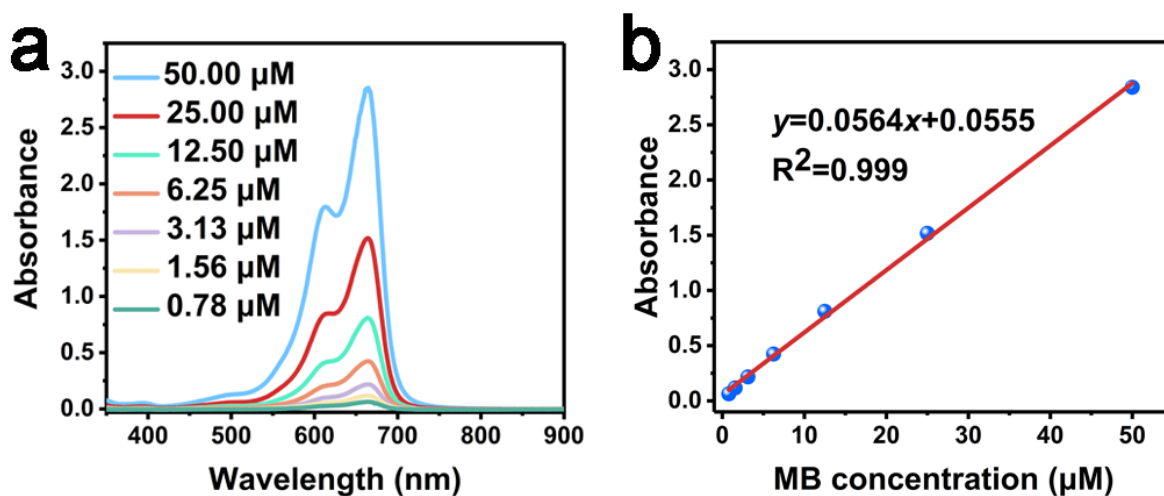 a
3.0
2.5
2.0
1.5
1.0
0.5
0.0
Absorbance
50.00 µM
25.00 µM
12.50 µM
6.25 µM
3.13 µM
1.56 µM
0.78 µM
400 500 600 700 800 900
Wavelength (nm)
b
3.0
2.5
2.0
1.5
1.0
0.5
0.0
Absorbance
y=0.0564x+0.0555
R²=0.999
0 10 20 30 40 50
MB concentration (µM)